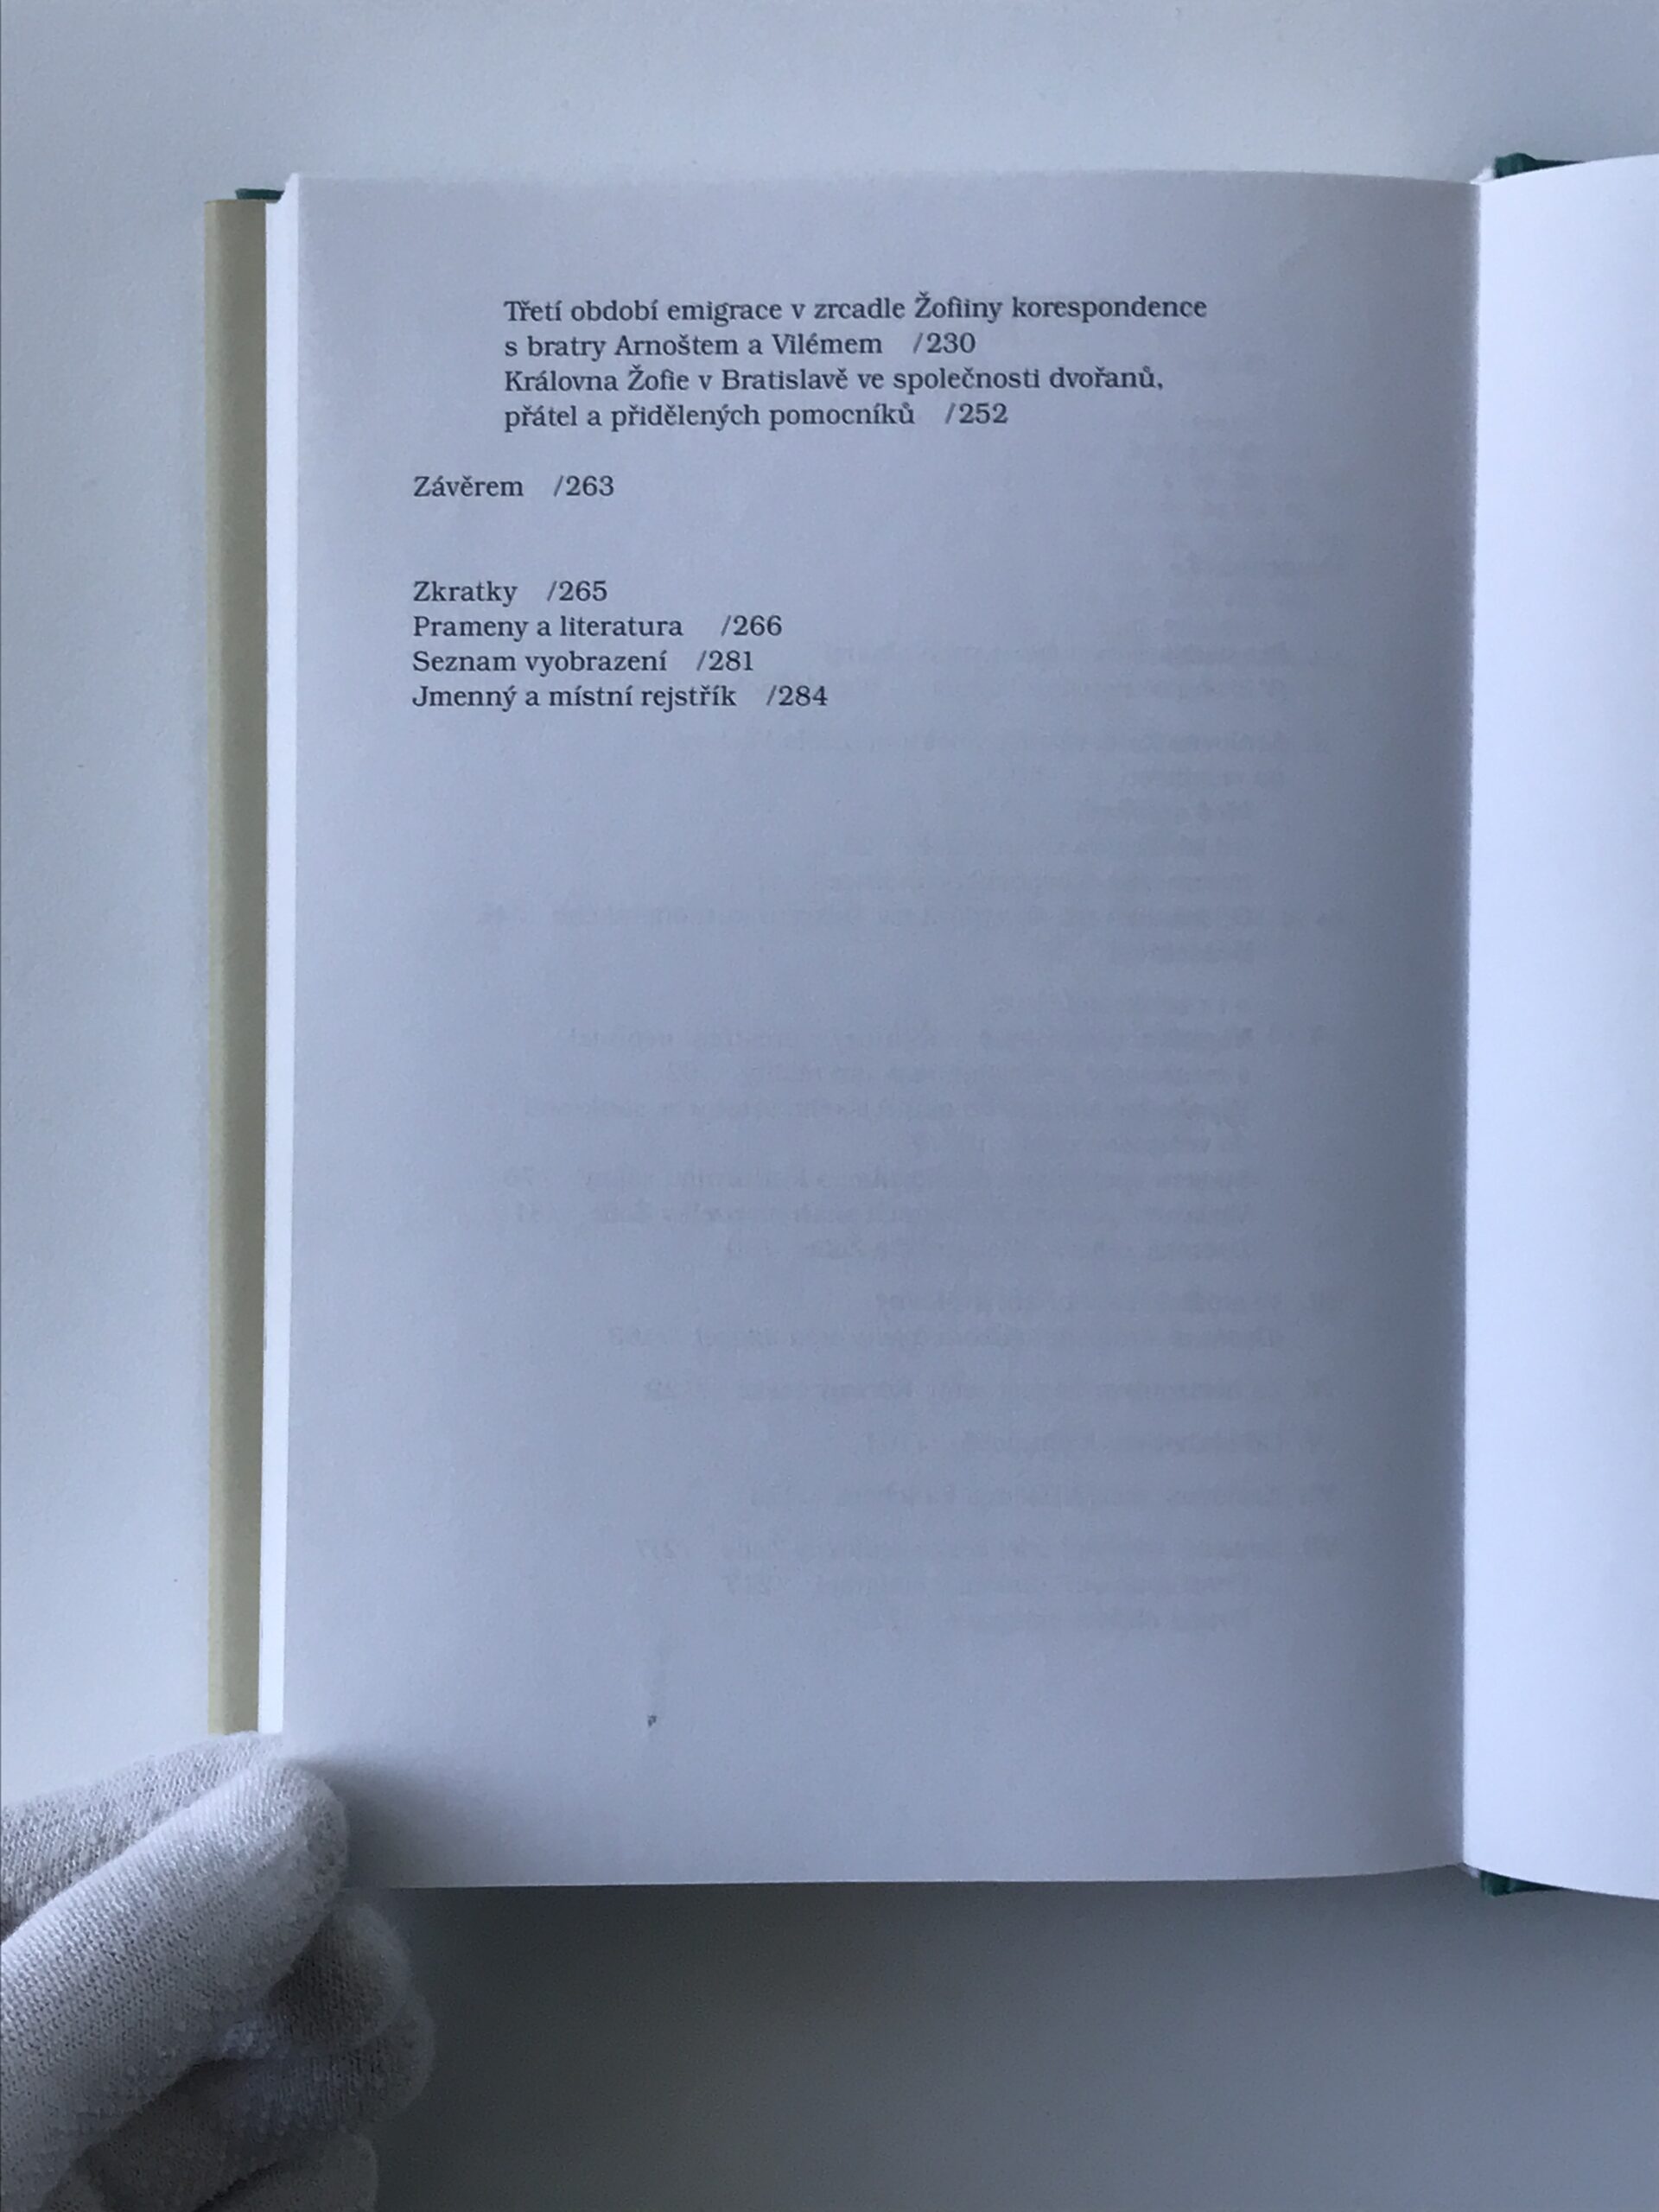 Třetí období emigrace v zrcadle Žofiiny korespondence
s bratry Arnoštem a Vilémem /230
Královna Žofie v Bratislavě ve společnosti dvořanů,
přátel a přidělených pomocníků /252
Závěrem /263
Zkratky /265
Prameny a literatura /266
Seznam vyobrazení /281
Jmenný a místní rejstřík /284